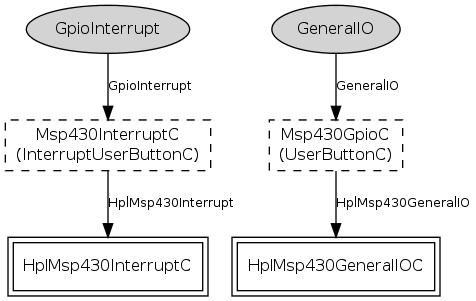 GpioInterrupt
GeneralIO
GpioInterrupt
GeneralIO
Msp430InterruptC
(InterruptUserButtonC)
Msp430GpioC
(UserButtonC)
HplMsp430Interrupt
HplMsp430GeneralIO
HplMsp430InterruptC
HplMsp430GeneralIOC